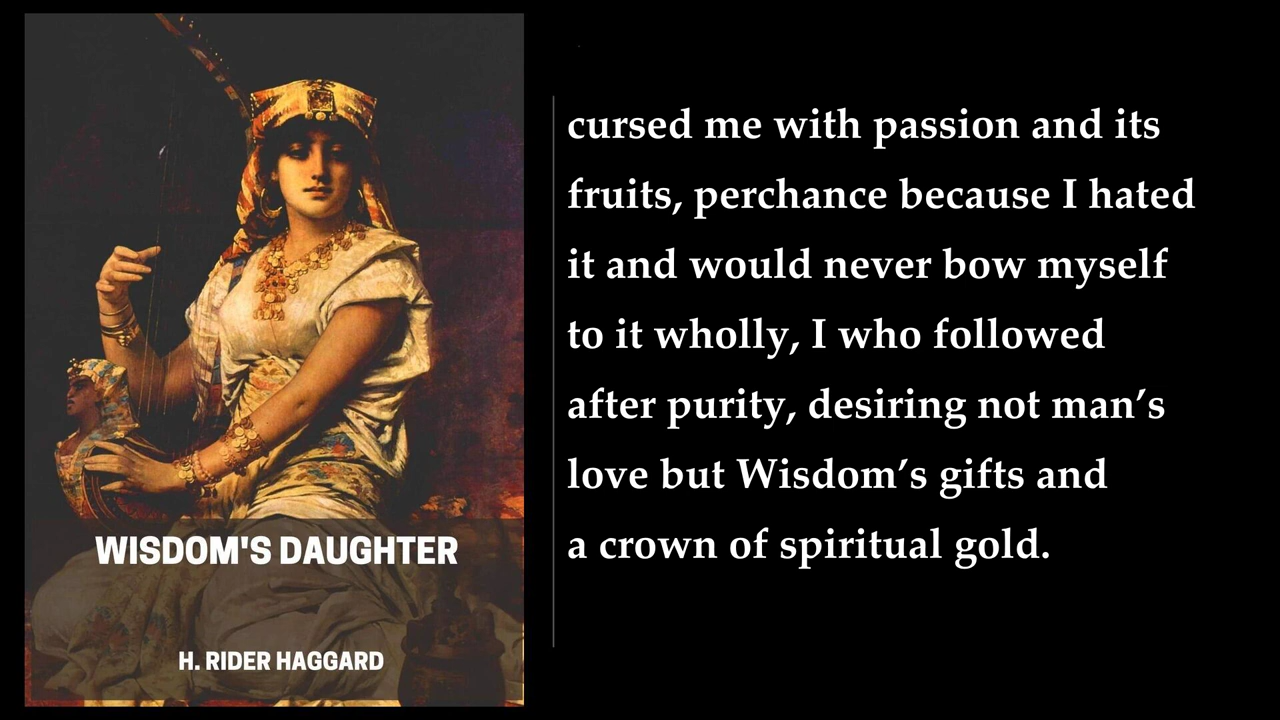 WISDOM'S DAUGHTER
H. RIDER HAGGARD
cursed me with passion and its
fruits, perchance because I hated
it and would never bow myself
to it wholly, I who followed
after purity, desiring not man’s
love but Wisdom’s gifts and
a crown of spiritual gold.